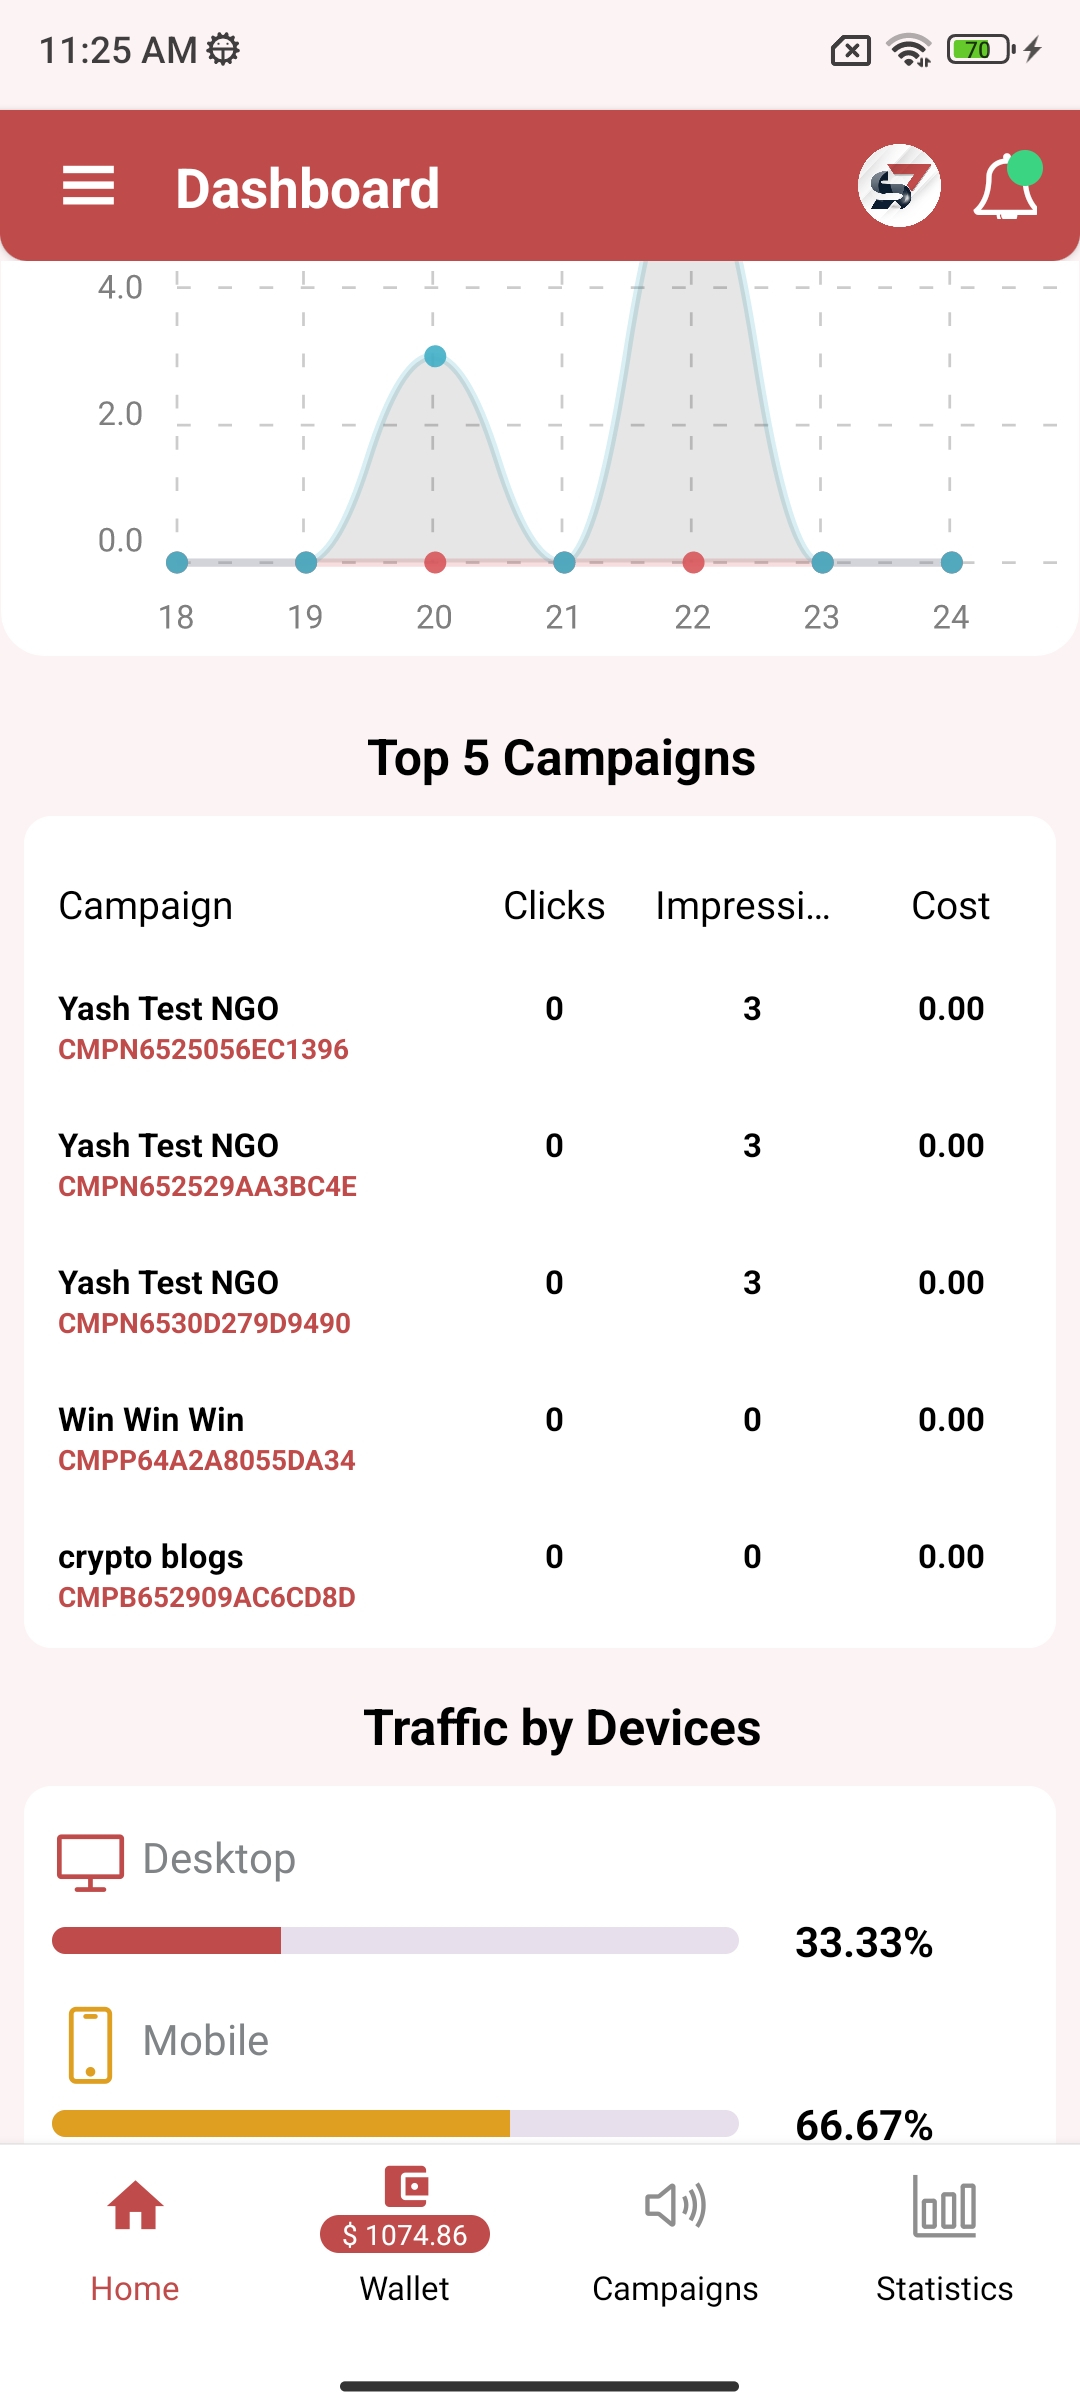 11:25 AM
70
Dashboard
4.0
2.0
0.0
18 19 20 21 22 23 24
Top 5 Campaigns
Campaign Clicks Impressi... Cost
Yash Test NGO 0 3 0.00
CMPN6525056EC1396
Yash Test NGO 0 3 0.00
CMPN652529AA3BC4E
Yash Test NGO 0 3 0.00
CMPN6530D279D9490
Win Win Win 0 0 0.00
CMPP64A2A8055DA34
crypto blogs 0 0 0.00
CMPB652909AC6CD8D
Traffic by Devices
Desktop
33.33%
Mobile
66.67%
$ 1074.86
Home Wallet Campaigns Statistics